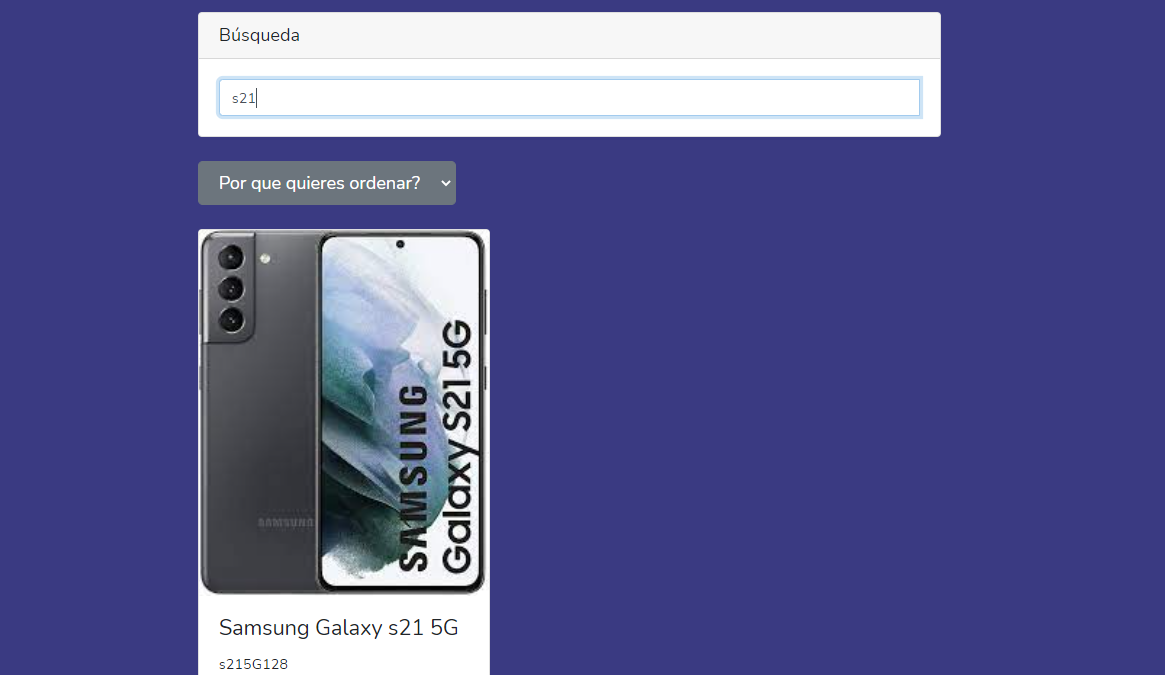 Búsqueda
s21
Por que quieres ordenar?
SAMSUNG
Galaxy S21 5G
SAMSUNG
Samsung Galaxy s21 5G
s215G128